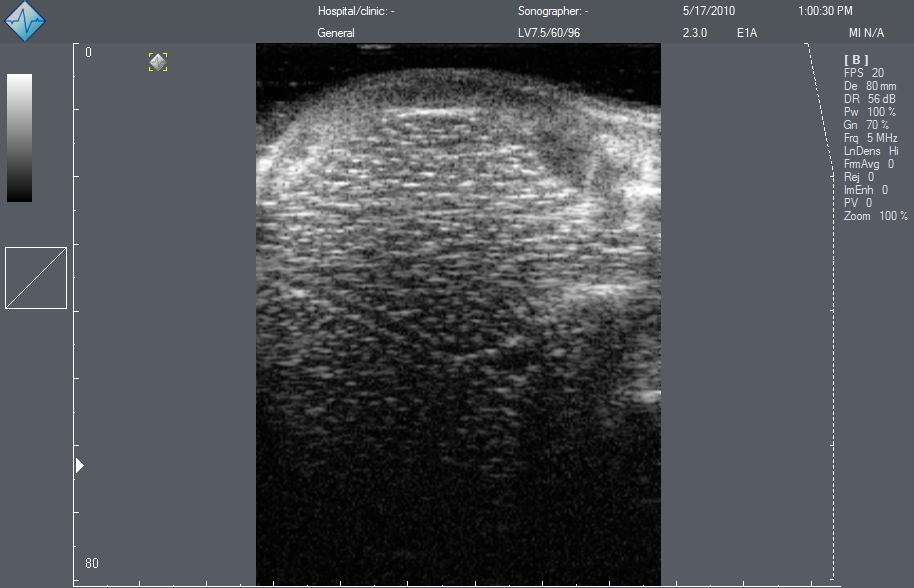 Hospital/clinic: - Sonographer: - 5/17/2010 1:00:30 PM
General LV7.5/60/96 2.3.0 E1A MI N/A
0
[ B ]
FPS 20
De 80 mm
DR 56 dB
Pw 100 %
Gn 70 %
Frq 5 MHz
LnDens Hi
FrmAvg 0
Rej 0
ImEnh 0
PV 0
Zoom 100 %
80